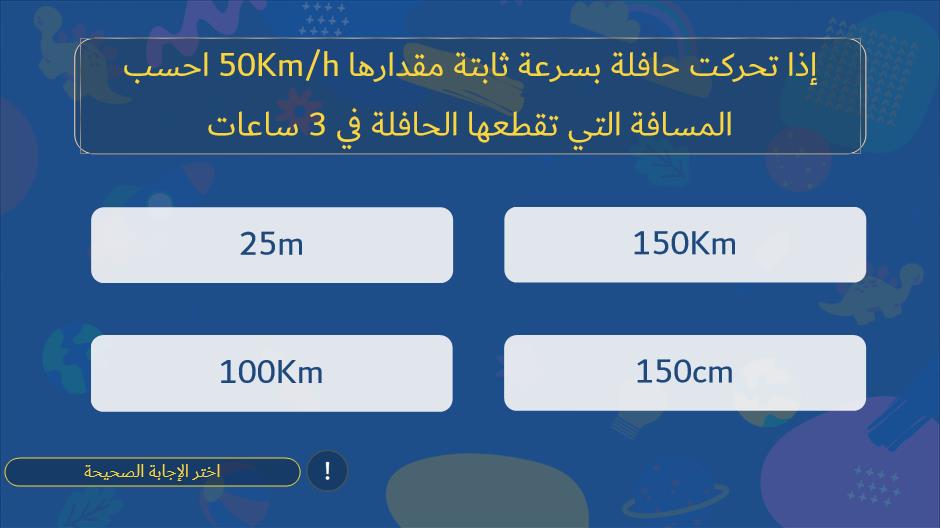 إذا تحركت حافلة بسرعة ثابتة مقدارها 50Km/h احسب
المسافة التي تقطعها الحافلة في 3 ساعات
150Km
25m
150cm
100Km
!
اختر الإجابة الصحيحة